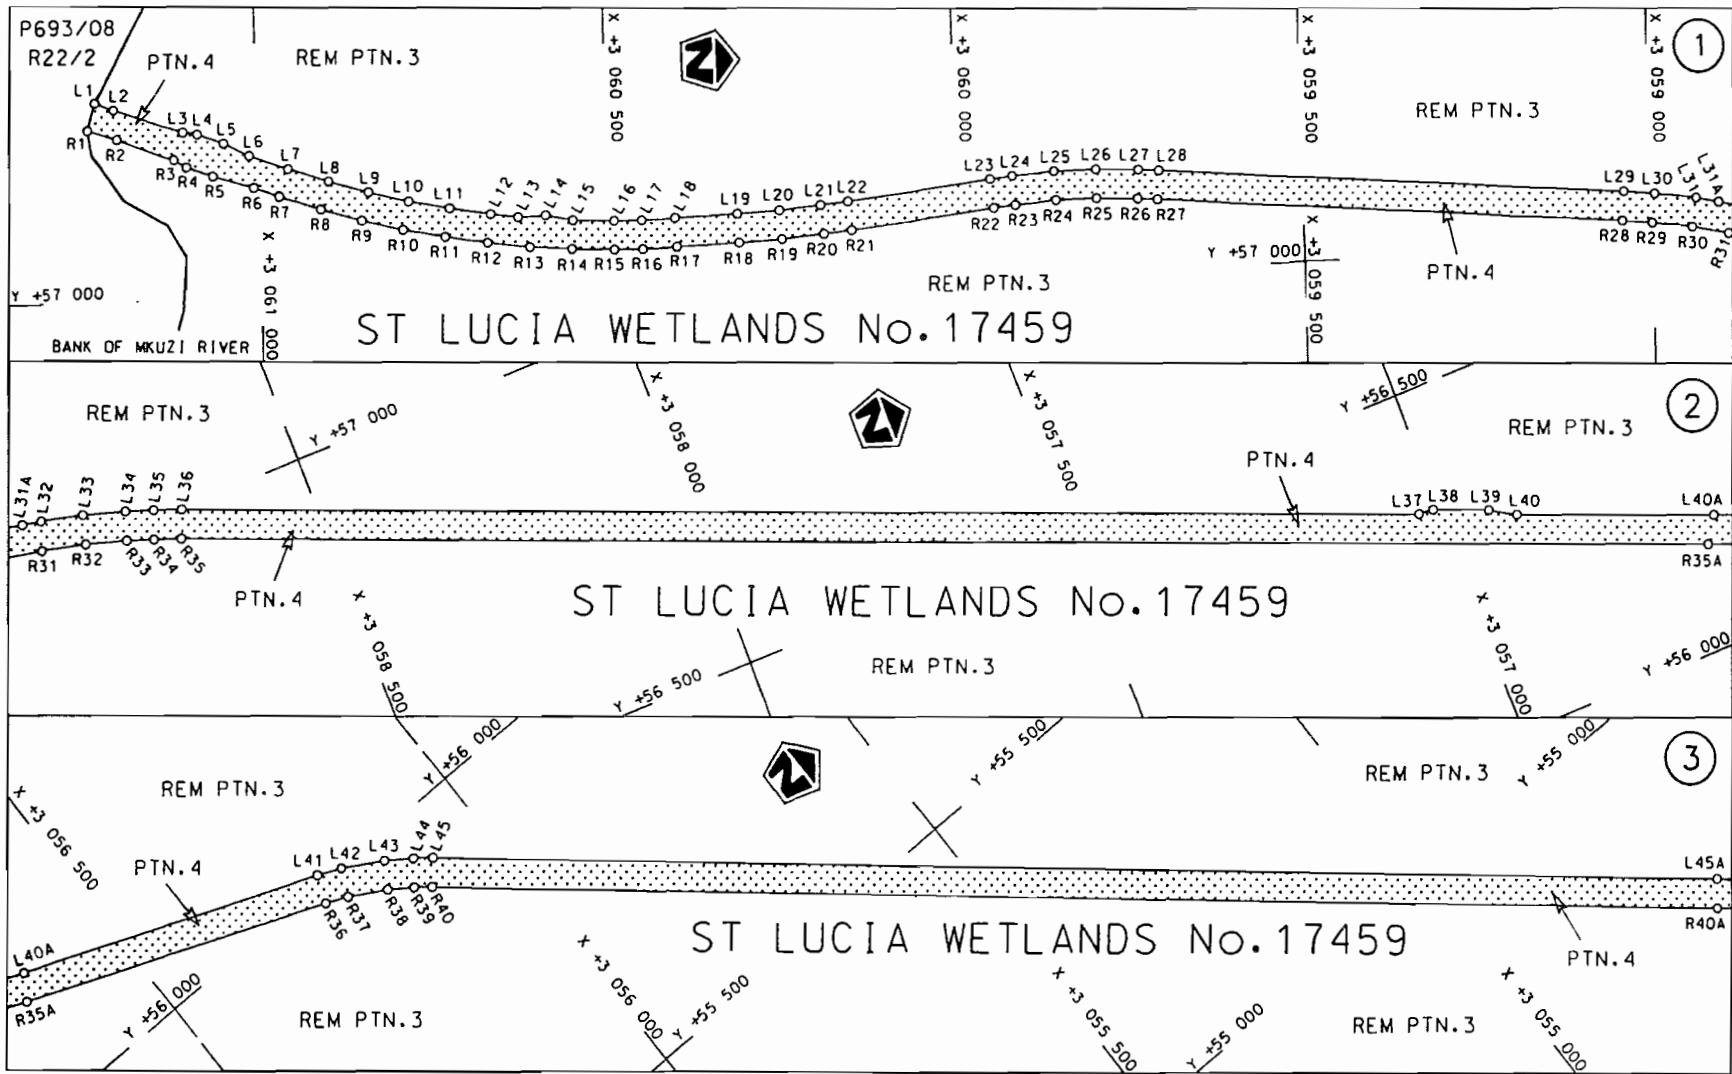 P693/08
R22/2
PTN.4
REM PTN.3
X +3 060 500
N
X +3 060 000
X +3 059 500
X +3 059 000
1
REM PTN.3
L1 L2 L3 L4 L5 L6 L7 L8 L9 L10 L11 L12 L13 L14 L15 L16 L17 L18 L19 L20 L21 L22 L23 L24 L25 L26 L27 L28 L29 L30 L31 L31A
R1 R2 R3 R4 R5 R6 R7 R8 R9 R10 R11 R12 R13 R14 R15 R16 R17 R18 R19 R20 R21 R22 R23 R24 R25 R26 R27 R28 R29 R30 R31
Y +57 000
X +3 061 000
Y +57 000
X +3 059 500
PTN.4
REM PTN.3
BANK OF MKUZI RIVER
ST LUCIA WETLANDS No.17459
REM PTN.3
Y +57 000
X +3 058 000
N
X +3 057 500
Y +56 500
2
REM PTN.3
PTN.4
L31A L32 L33 L34 L35 L36 L37 L38 L39 L40 L40A
R31 R32 R33 R34 R35 R35A
PTN.4
ST LUCIA WETLANDS No.17459
X +3 058 500
Y +56 500
REM PTN.3
X +3 057 000
Y +56 000
X +3 056 500
REM PTN.3
Y +56 000
N
Y +55 500
REM PTN.3
Y +55 000
3
PTN.4
L40A L41 L42 L43 L44 L45 L45A
R35A R36 R37 R38 R39 R40 R40A
ST LUCIA WETLANDS No.17459
PTN.4
Y +56 000
REM PTN.3
X +3 056 000
Y +55 500
X +3 055 500
Y +55 000
REM PTN.3
X +3 055 000